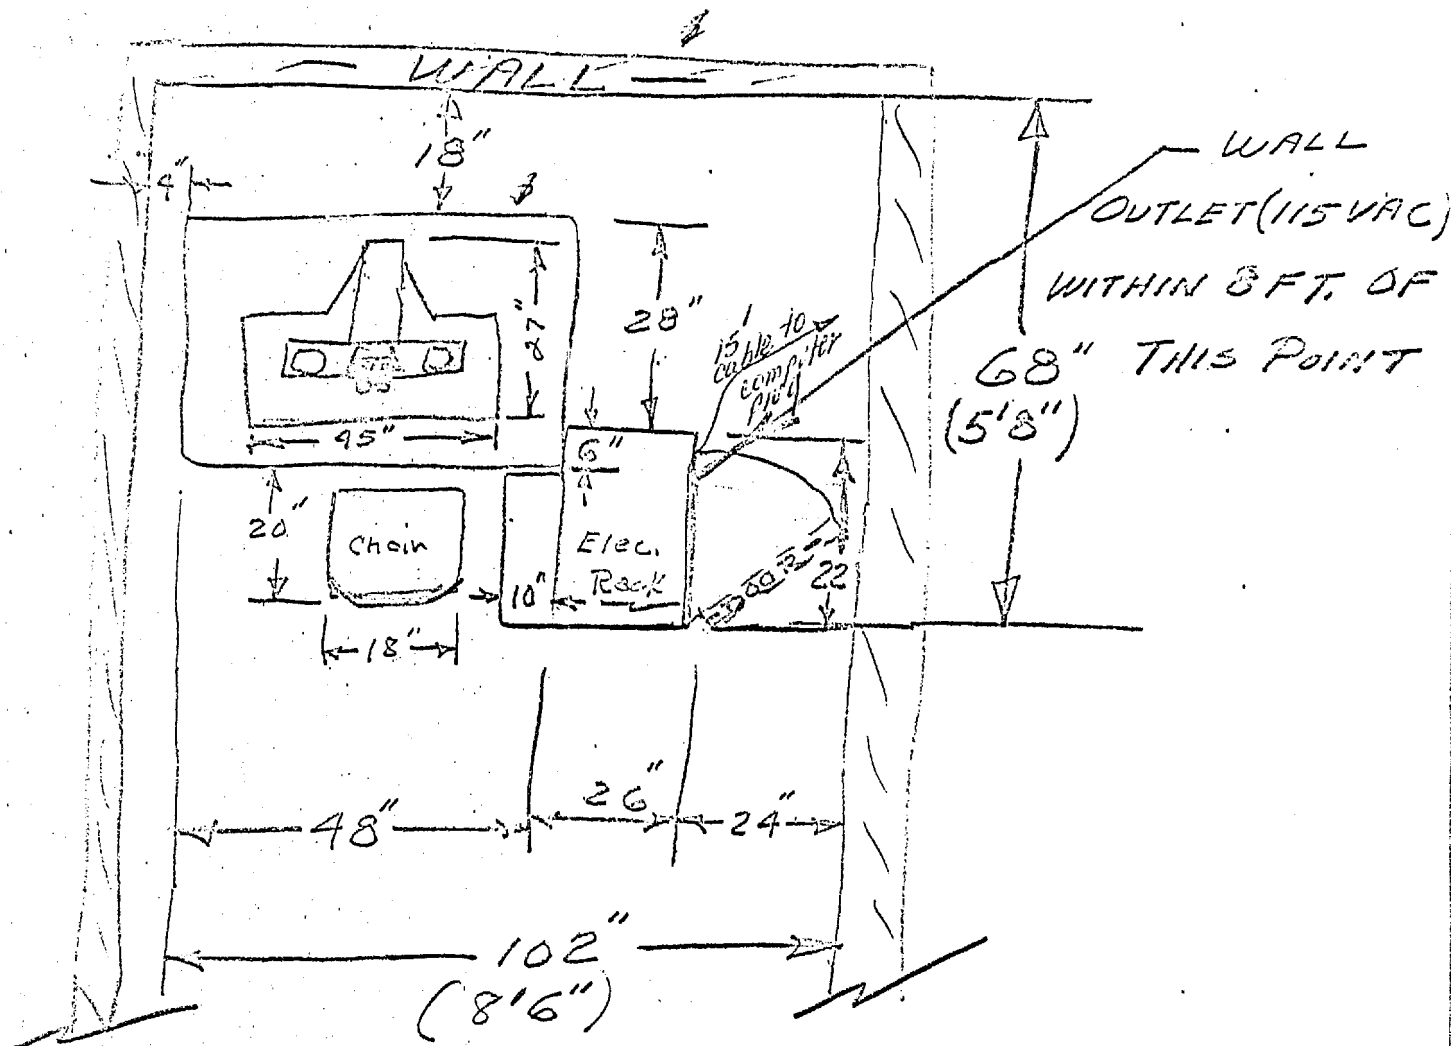 WALL
18"
4"
WALL
OUTLET (115 VAC)
WITHIN 8 FT. OF
THIS POINT
28"
27"
15'
cable to
computer
plug
68"
(5'8")
45"
6"
20"
Chair
Elec.
Rack
DOOR
22
10"
18"
26"
48"
24"
102"
(8'6")